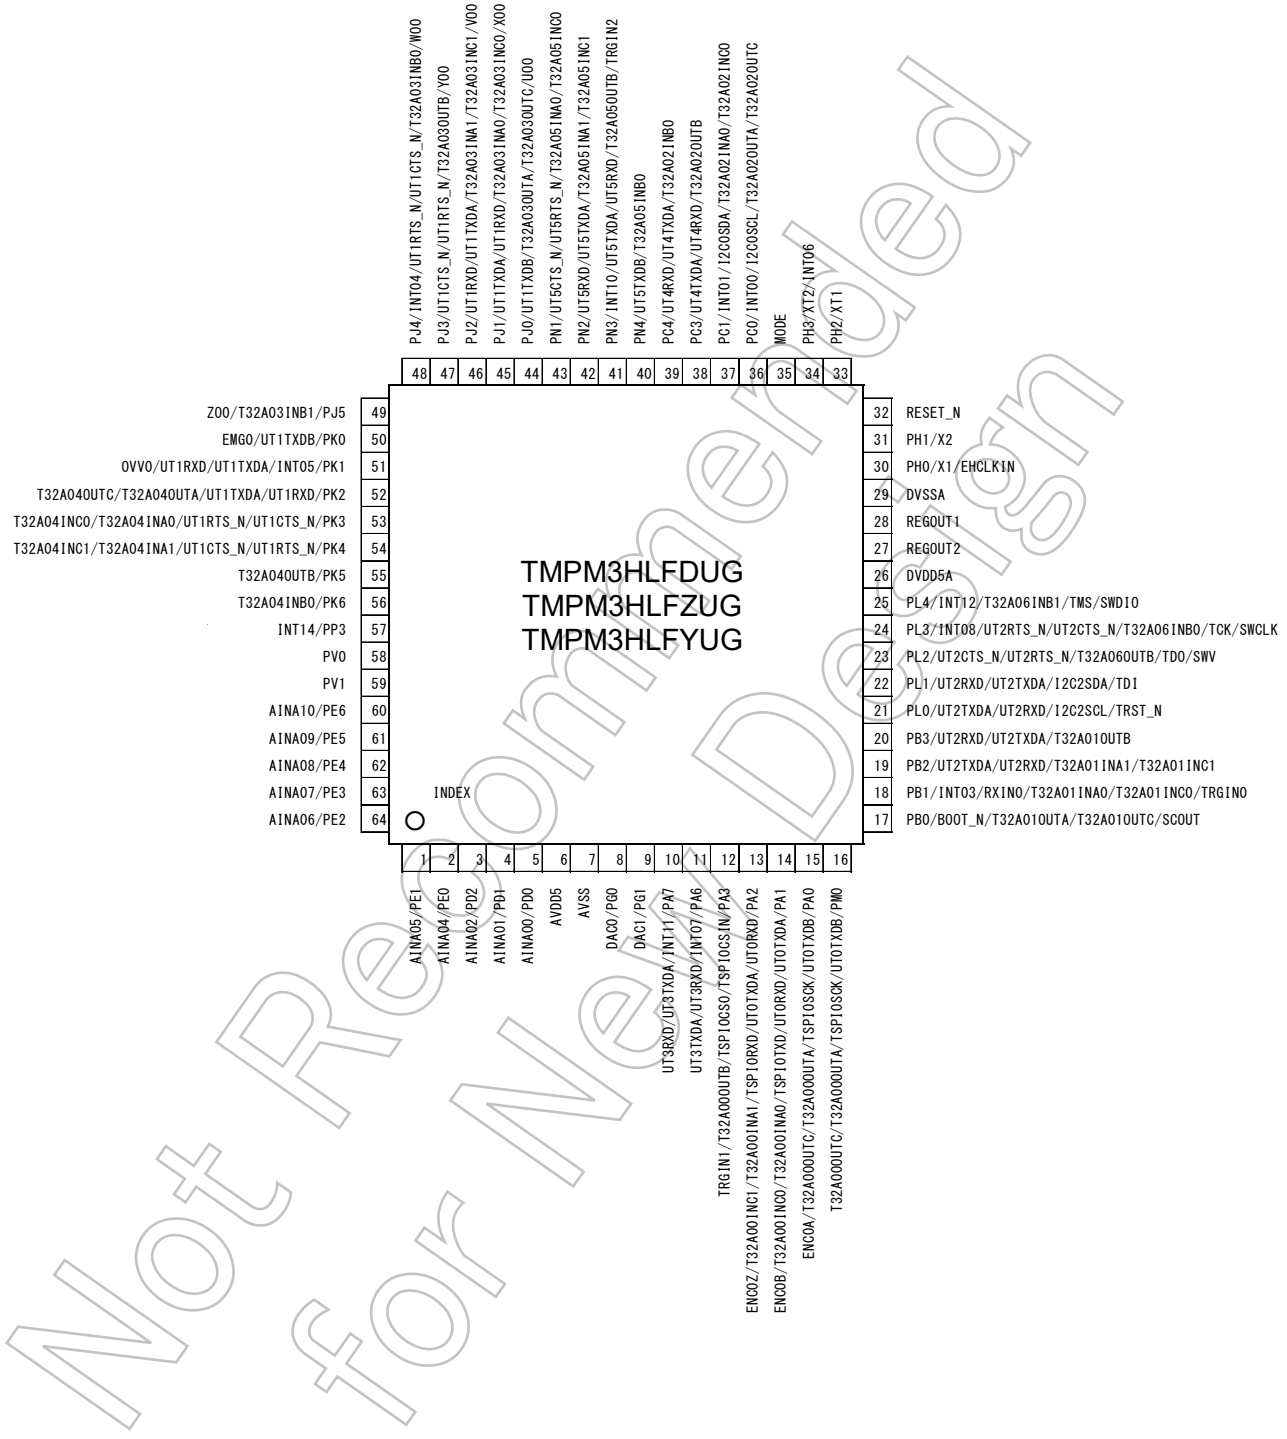 PJ4/INT04/UT1RTS_N/UT1CTS_N/T32A03INB0/WO0
PJ3/UT1CTS_N/UT1RTS_N/T32A03OUTB/YO0
PJ2/UT1RXD/UT1TXDA/T32A03INA1/T32A03INC1/VO0
PJ1/UT1TXDA/UT1RXD/T32A03INA0/T32A03INC0/XO0
PJ0/UT1TXDB/T32A03OUTA/T32A03OUTC/UO0
PN1/UT5CTS_N/UT5RTS_N/T32A05INA0/T32A05INC0
PN2/UT5RXD/UT5TXDA/T32A05INA1/T32A05INC1
PN3/INT10/UT5TXDA/UT5RXD/T32A05OUTB/TRGIN2
PN4/UT5TXDB/T32A05INB0
PC4/UT4RXD/UT4TXDA/T32A02INB0
PC3/UT4TXDA/UT4RXD/T32A02OUTB
PC1/INT01/I2C0SDA/T32A02INA0/T32A02INC0
PC0/INT00/I2C0SCL/T32A02OUTA/T32A02OUTC
MODE
PH3/XT2/INT06
PH2/XT1
48 47 46 45 44 43 42 41 40 39 38 37 36 35 34 33
ZO0/T32A03INB1/PJ5 49
EMG0/UT1TXDB/PK0 50
OVV0/UT1RXD/UT1TXDA/INT05/PK1 51
T32A04OUTC/T32A04OUTA/UT1TXDA/UT1RXD/PK2 52
T32A04INC0/T32A04INA0/UT1RTS_N/UT1CTS_N/PK3 53
T32A04INC1/T32A04INA1/UT1CTS_N/UT1RTS_N/PK4 54
T32A04OUTB/PK5 55
T32A04INB0/PK6 56
INT14/PP3 57
PV0 58
PV1 59
AINA10/PE6 60
AINA09/PE5 61
AINA08/PE4 62
AINA07/PE3 63
AINA06/PE2 64
TMPM3HLFDUG
TMPM3HLFZUG
TMPM3HLFYUG
INDEX
32 RESET_N
31 PH1/X2
30 PH0/X1/EHCLKIN
29 DVSSA
28 REGOUT1
27 REGOUT2
26 DVDD5A
25 PL4/INT12/T32A06INB1/TMS/SWDIO
24 PL3/INT08/UT2RTS_N/UT2CTS_N/T32A06INB0/TCK/SWCLK
23 PL2/UT2CTS_N/UT2RTS_N/T32A06OUTB/TDO/SWV
22 PL1/UT2RXD/UT2TXDA/I2C2SDA/TDI
21 PL0/UT2TXDA/UT2RXD/I2C2SCL/TRST_N
20 PB3/UT2RXD/UT2TXDA/T32A01OUTB
19 PB2/UT2TXDA/UT2RXD/T32A01INA1/T32A01INC1
18 PB1/INT03/RXIN0/T32A01INA0/T32A01INC0/TRGIN0
17 PB0/BOOT_N/T32A01OUTA/T32A01OUTC/SCOUT
1 2 3 4 5 6 7 8 9 10 11 12 13 14 15 16
AINA05/PE1
AINA04/PE0
AINA02/PD2
AINA01/PD1
AINA00/PD0
AVDD5
AVSS
DAC0/PG0
DAC1/PG1
UT3RXD/UT3TXDA/INT11/PA7
UT3TXDA/UT3RXD/INT07/PA6
TRGIN1/T32A00OUTB/TSPI0CS0/TSPI0CSIN/PA3
ENC0Z/T32A00INC1/T32A00INA1/TSPI0RXD/UT0TXDA/UT0RXD/PA2
ENC0B/T32A00INC0/T32A00INA0/TSPI0TXD/UT0RXD/UT0TXDA/PA1
ENC0A/T32A00OUTC/T32A00OUTA/TSPI0SCK/UT0TXDB/PA0
T32A00OUTC/T32A00OUTA/TSPI0SCK/UT0TXDB/PM0
Not Recommended
for New Design